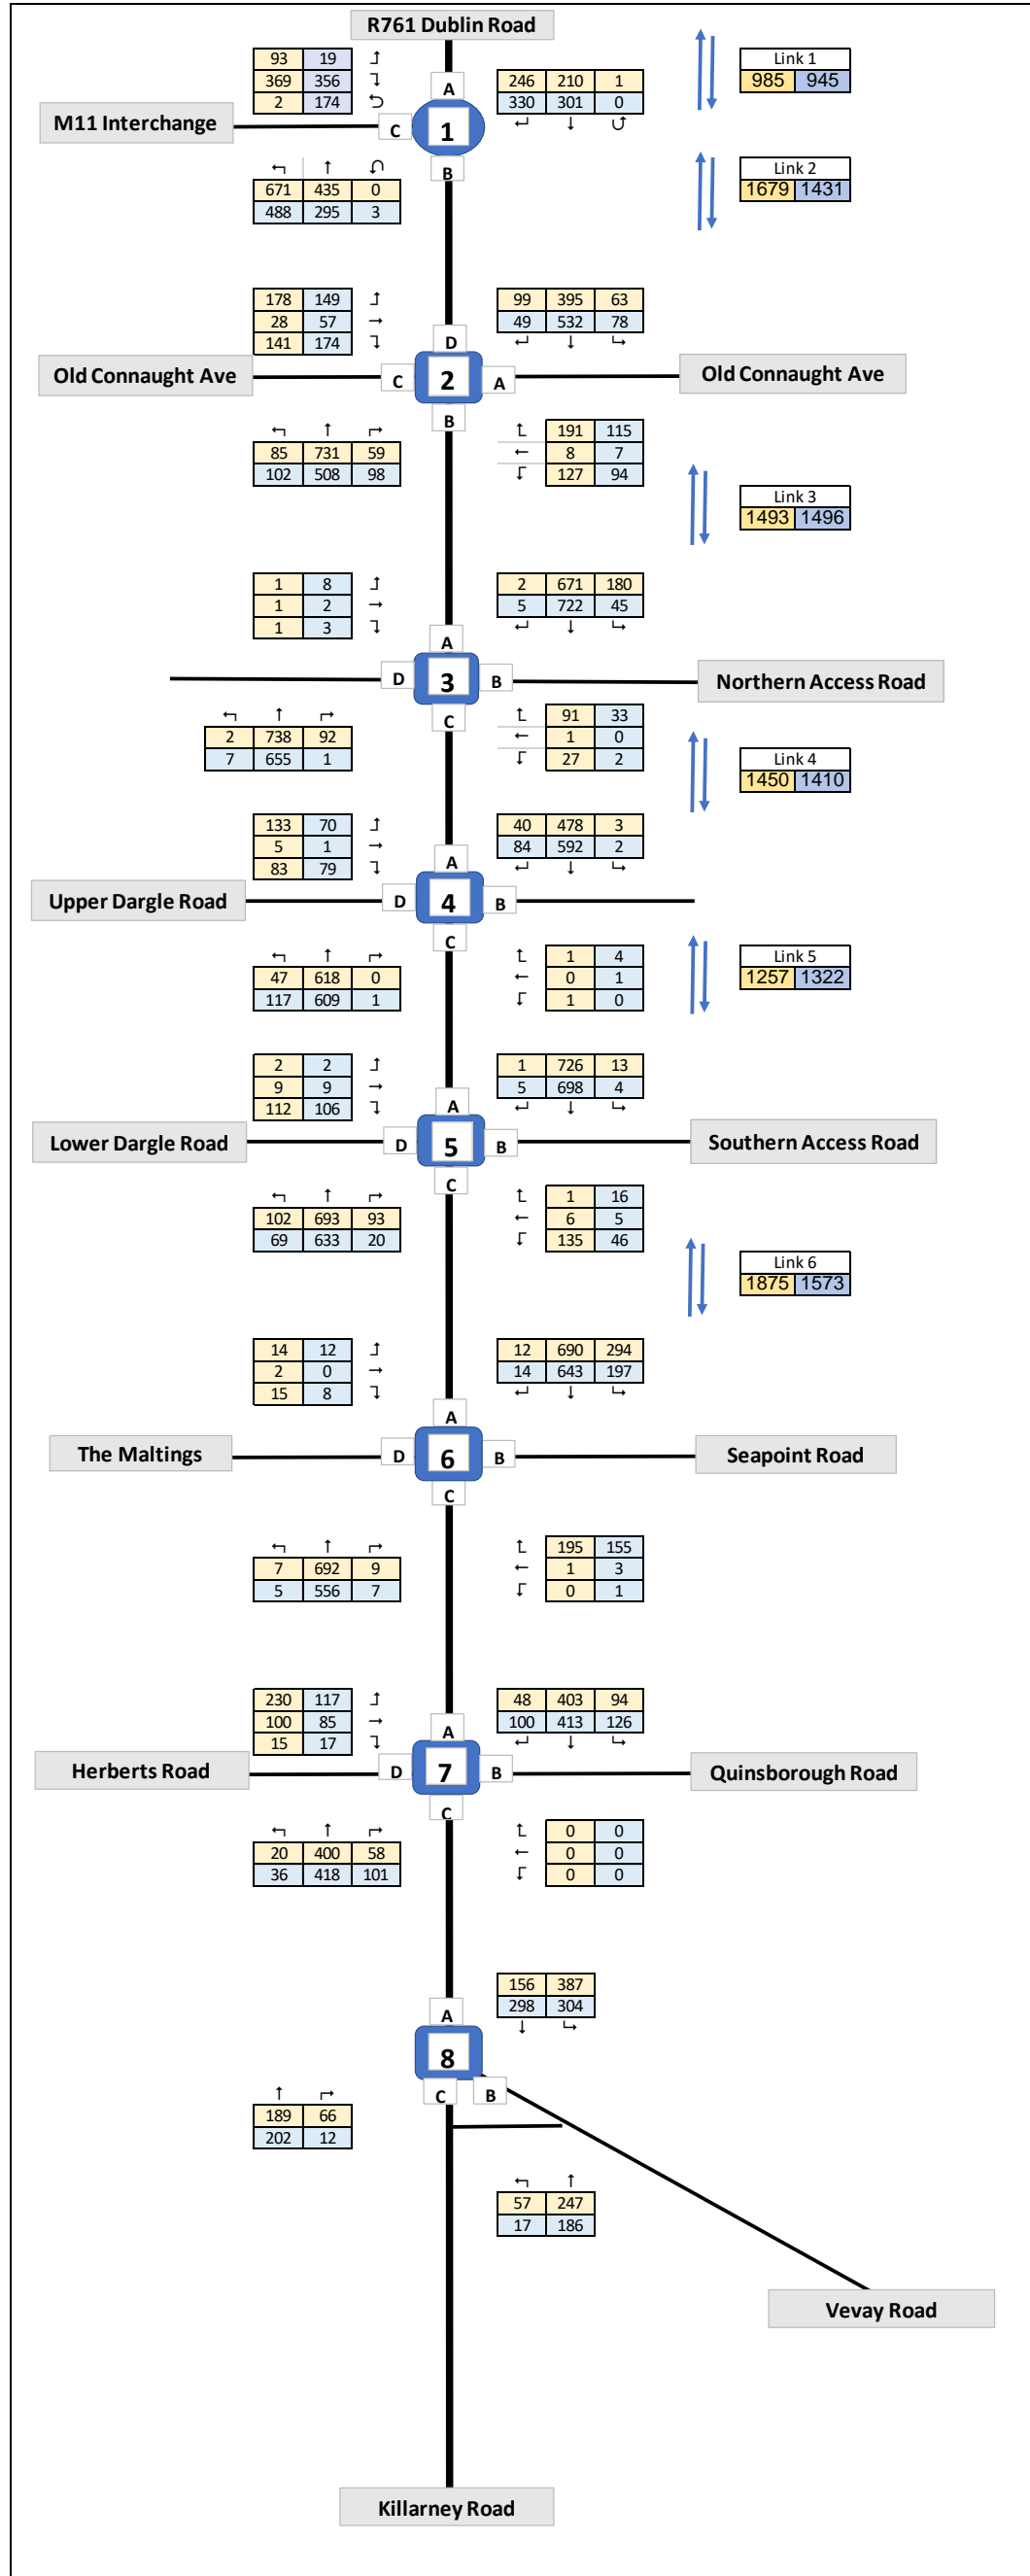 R761 Dublin Road
93 19 ↵
369 356
2 174
A
246 210 1
330 301 0
Link 1
985 945
M11 Interchange
C
1
B
671 435 0
488 295 3
Link 2
1679 1431
178 149
28 57 →
141 174
99 395 63
49 532 78
D
Old Connaught Ave
C
2
A
Old Connaught Ave
B
85 731 59
102 508 98
191 115
← 8 7
127 94
Link 3
1493 1496
1 8
1 2 →
1 3
2 671 180
5 722 45
A
D
3
B
Northern Access Road
C
2 738 92
7 655 1
91 33
← 1 0
27 2
Link 4
1450 1410
133 70
5 1 →
83 79
40 478 3
84 592 2
A
Upper Dargle Road
D
4
B
C
47 618 0
117 609 1
1 4
← 0 1
1 0
Link 5
1257 1322
2 2
9 9 →
112 106
1 726 13
5 698 4
A
Lower Dargle Road
D
5
B
Southern Access Road
C
102 693 93
69 633 20
1 16
← 6 5
135 46
Link 6
1875 1573
14 12
2 0 →
15 8
12 690 294
14 643 197
A
The Maltings
D
6
B
Seapoint Road
C
7 692 9
5 556 7
195 155
← 1 3
0 1
230 117
100 85 →
15 17
48 403 94
100 413 126
A
Herberts Road
D
7
B
Quinsborough Road
C
20 400 58
36 418 101
0 0
← 0 0
0 0
156 387
298 304
A
8
C
B
189 66
202 12
57 247
17 186
Vevay Road
Killarney Road